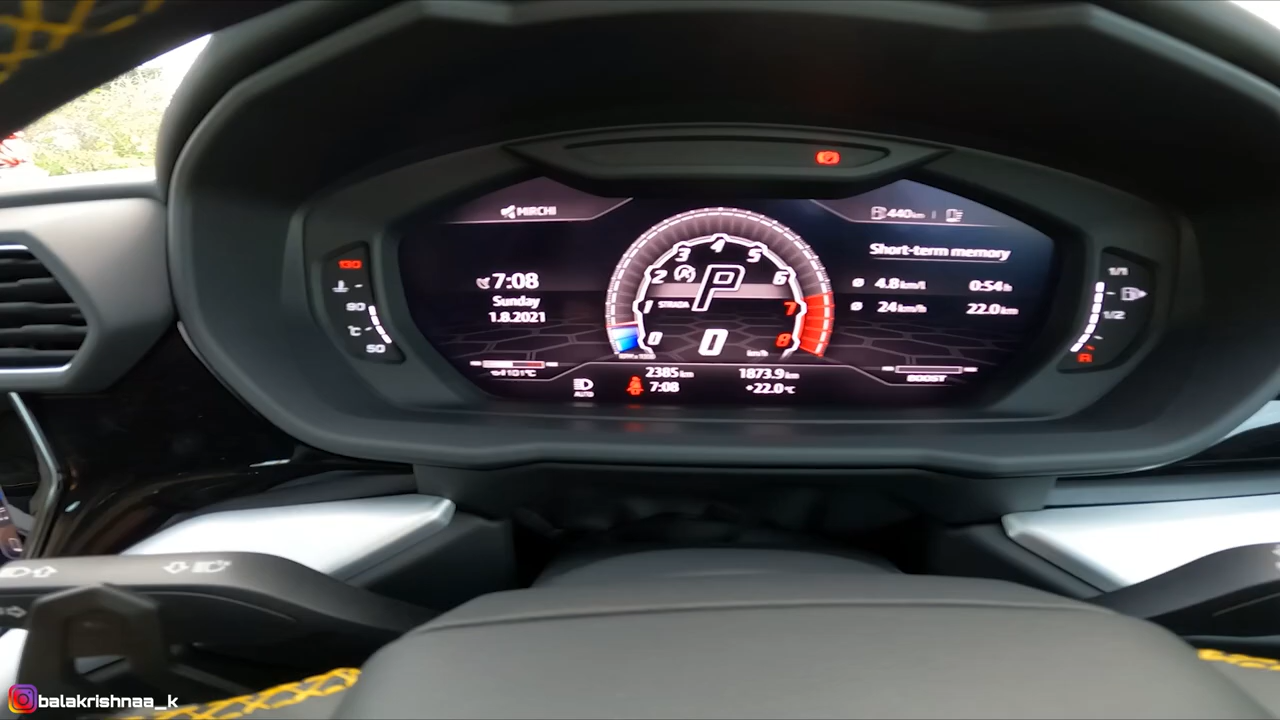 MIRCHI
440km
7:08
Sunday
1.8.2021
Short-term memory
4.8km/l 0:54h
24km/h 22.0km
0 1 2 3 4 5 6 7 8
A
P
STRADA
0
km/h
101°C
AUTO
2385km
7:08
1873.9km
+22.0°C
BOOST
130
90
°C
50
1/1
1/2
R
balakrishnaa_k